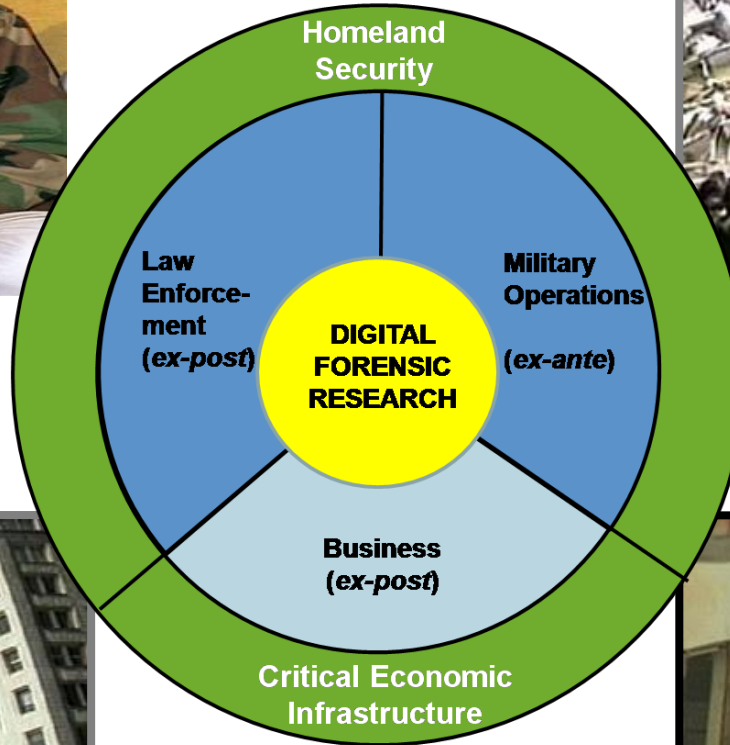 Homeland
Security
Law
Enforce-
ment
(ex-post)
Military
Operations
(ex-ante)
DIGITAL
FORENSIC
RESEARCH
Business
(ex-post)
Critical Economic
Infrastructure